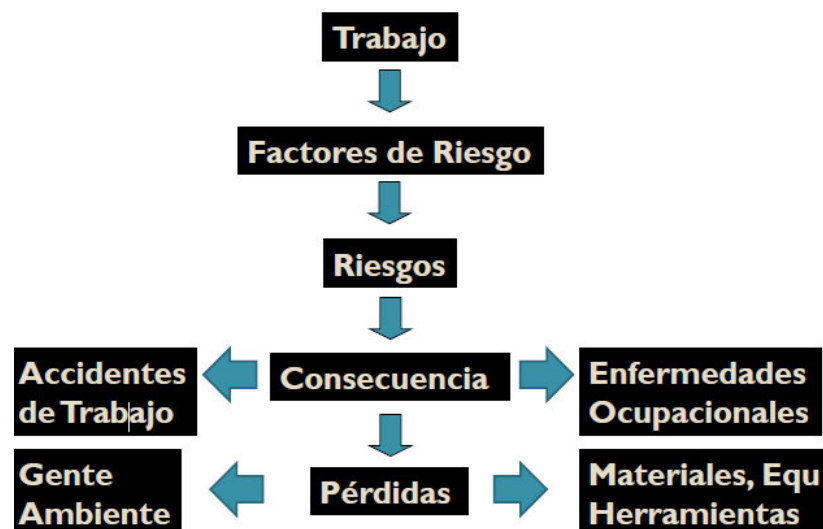 Trabajo
Factores de Riesgo
Riesgos
Accidentes
de Trabajo
Consecuencia
Enfermedades
Ocupacionales
Gente
Ambiente
Pérdidas
Materiales, Equ
Herramientas